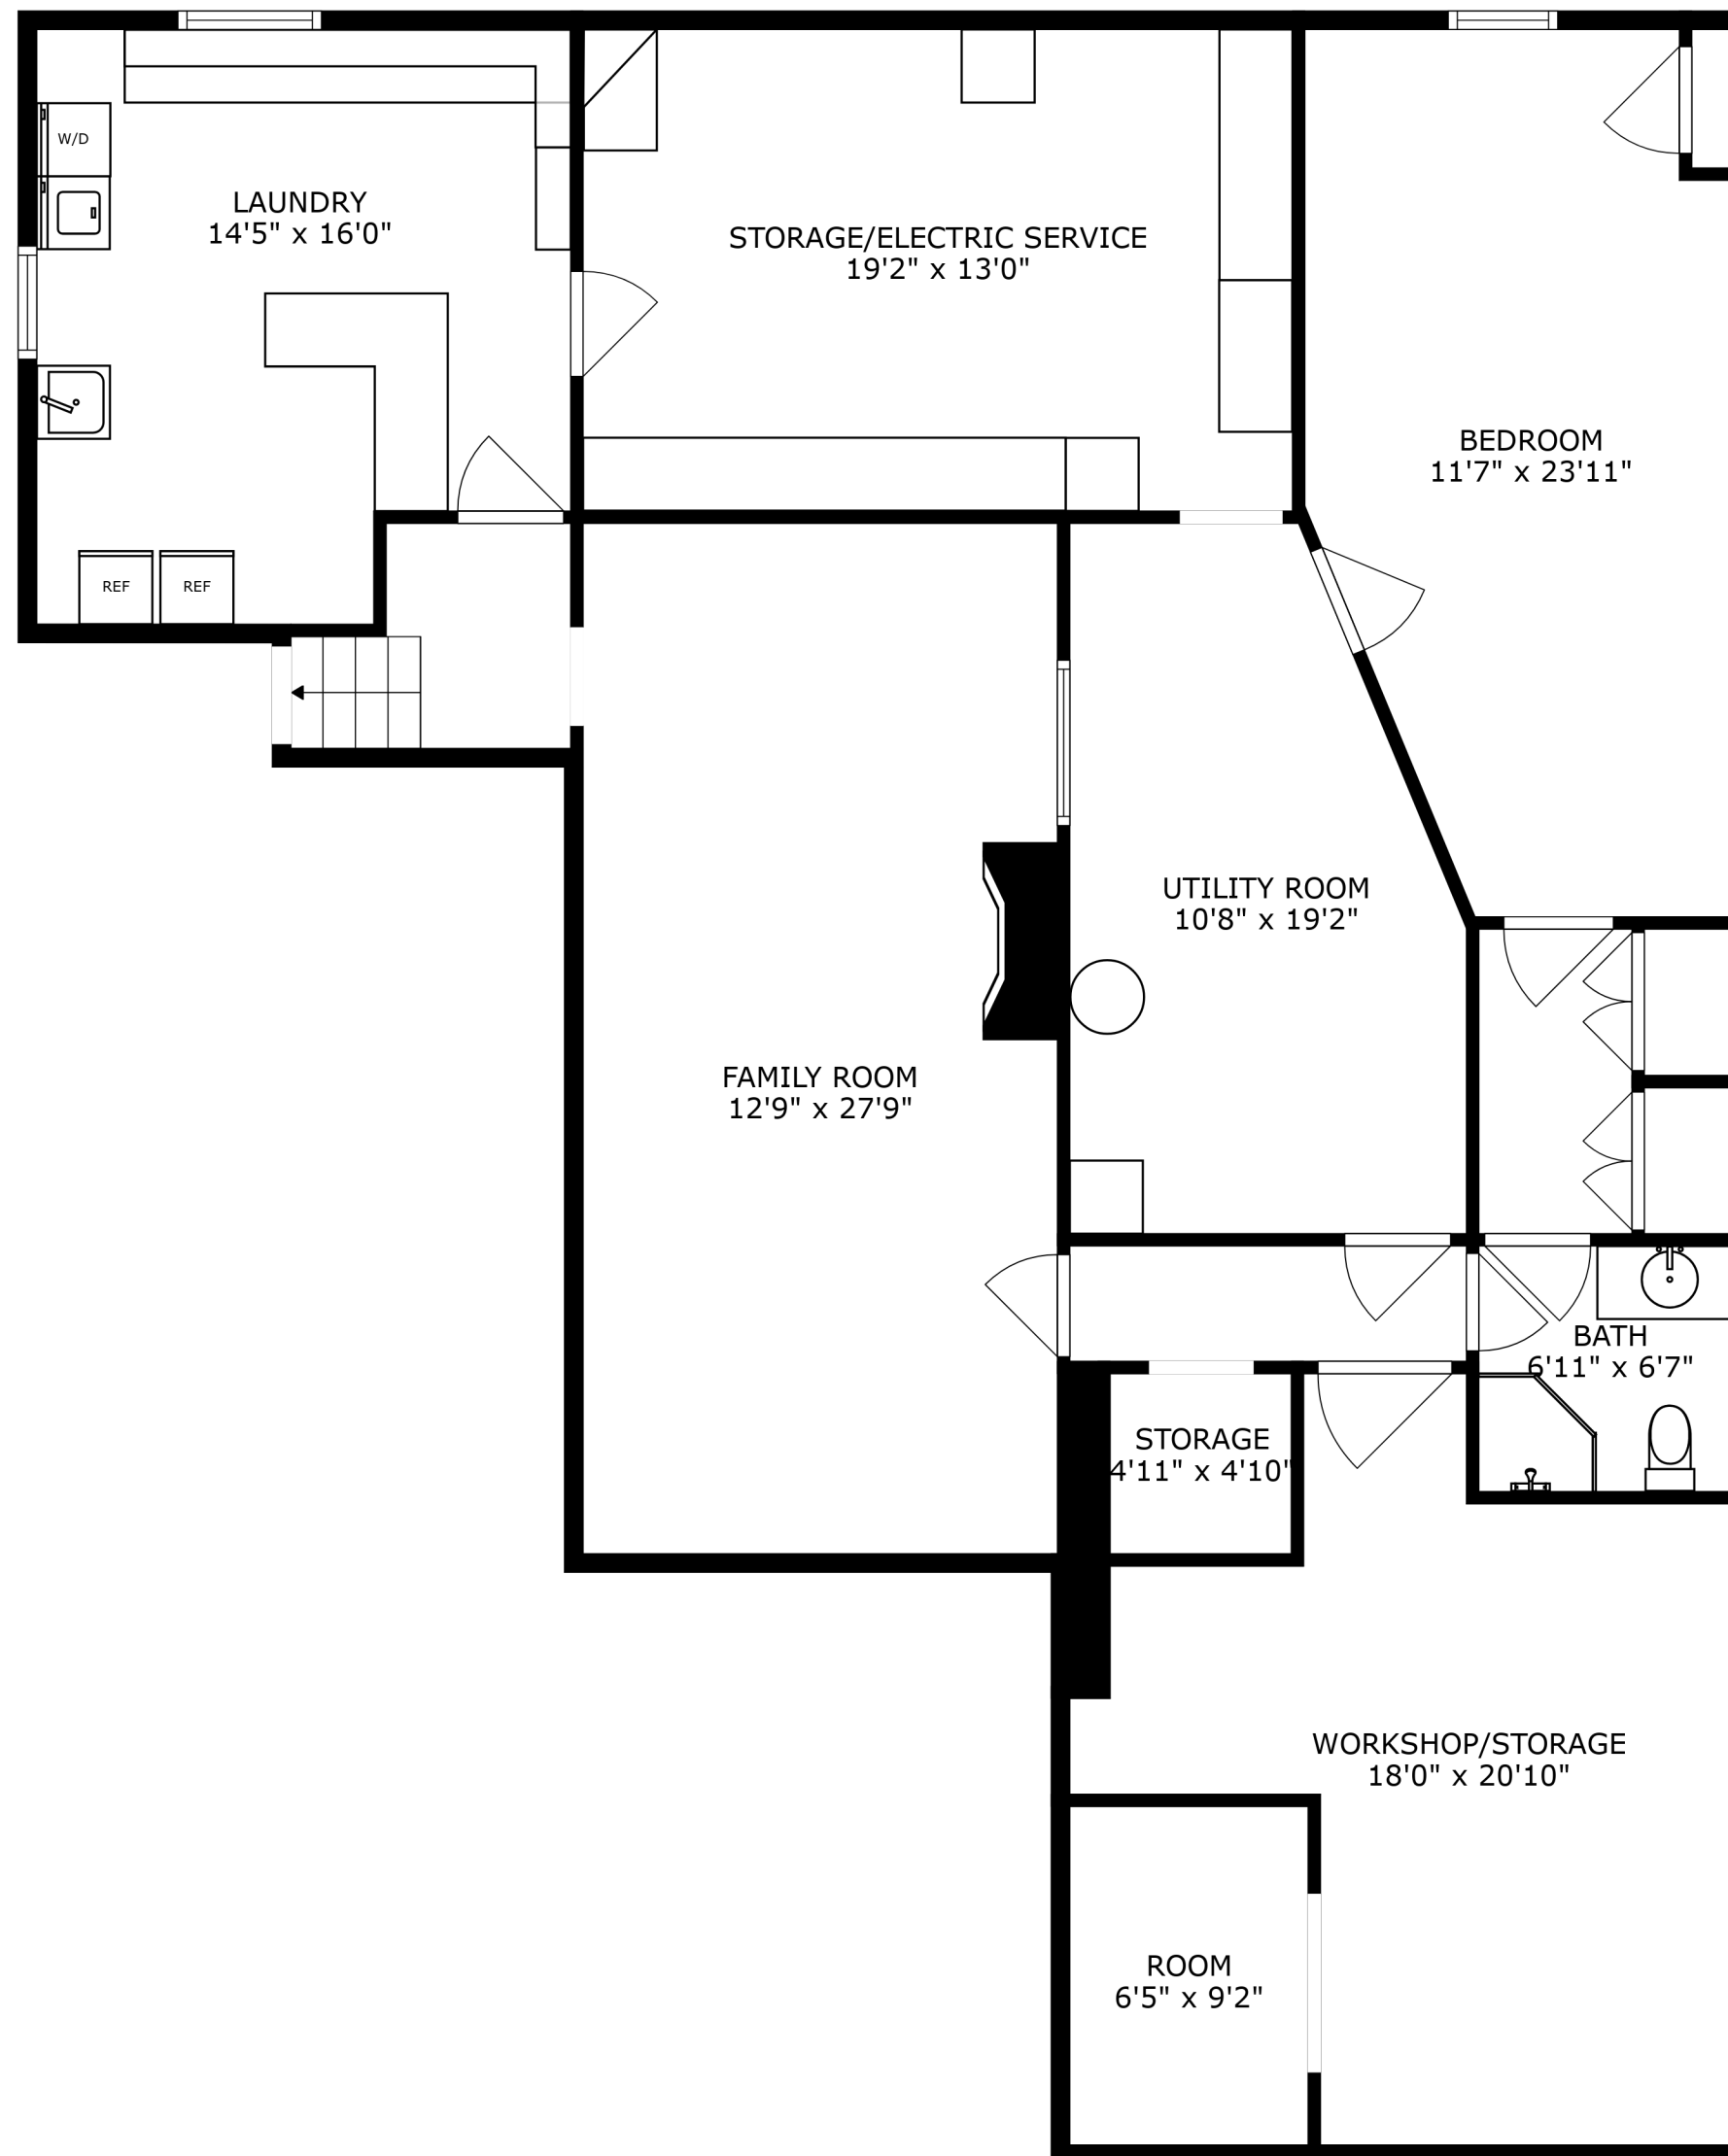 W/D
LAUNDRY
14'5" x 16'0"
STORAGE/ELECTRIC SERVICE
19'2" x 13'0"
BEDROOM
11'7" x 23'11"
REF
REF
UTILITY ROOM
10'8" x 19'2"
FAMILY ROOM
12'9" x 27'9"
BATH
6'11" x 6'7"
STORAGE
4'11" x 4'10"
WORKSHOP/STORAGE
18'0" x 20'10"
ROOM
6'5" x 9'2"